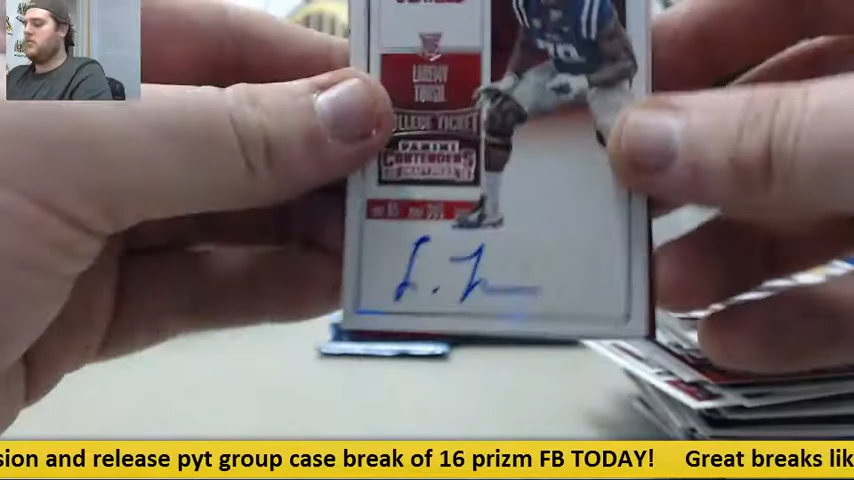 LAREMY
TUNSIL
COLLEGE TICKET
PANINI
CONTENDERS
DRAFT PICKS
L. T
sion and release pyt group case break of 16 prizm FB TODAY! Great breaks lik